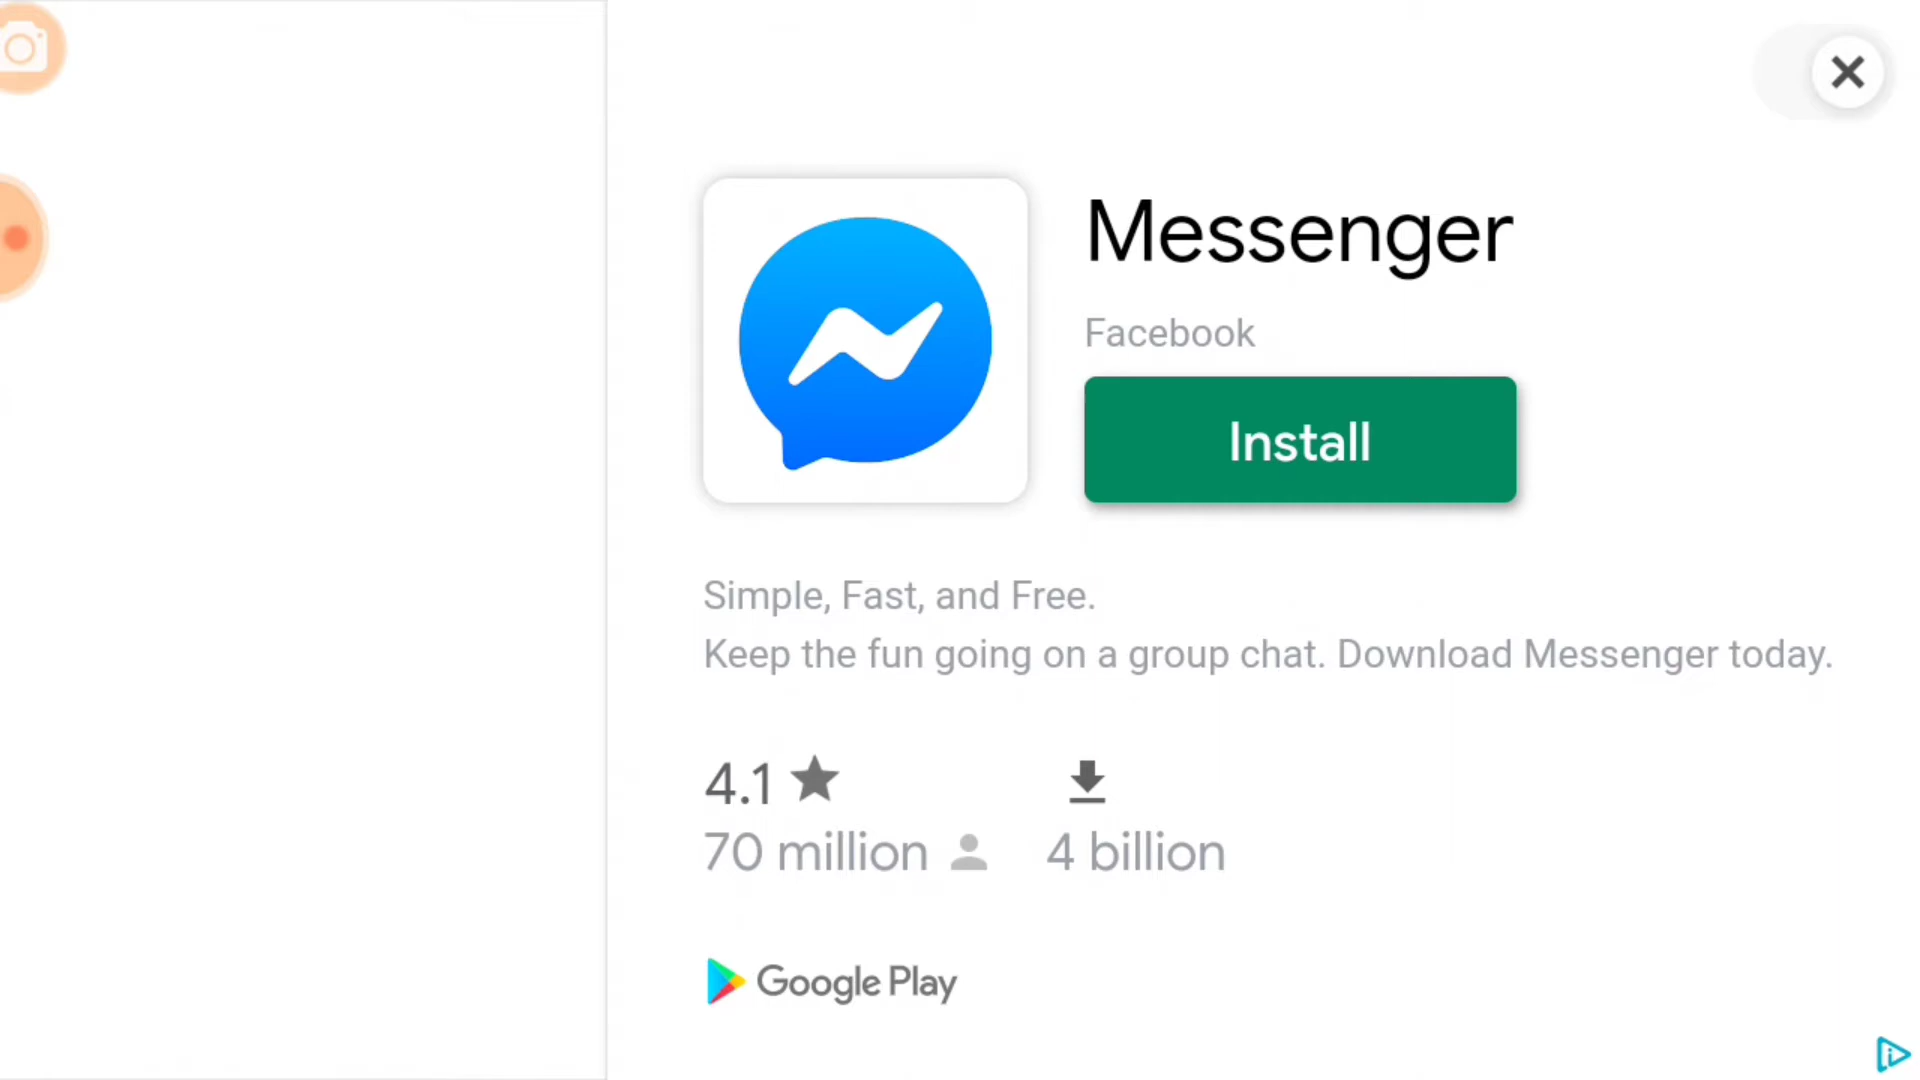 Messenger
Facebook
Install
Simple, Fast, and Free.
Keep the fun going on a group chat. Download Messenger today.
4.1
70 million
4 billion
Google Play